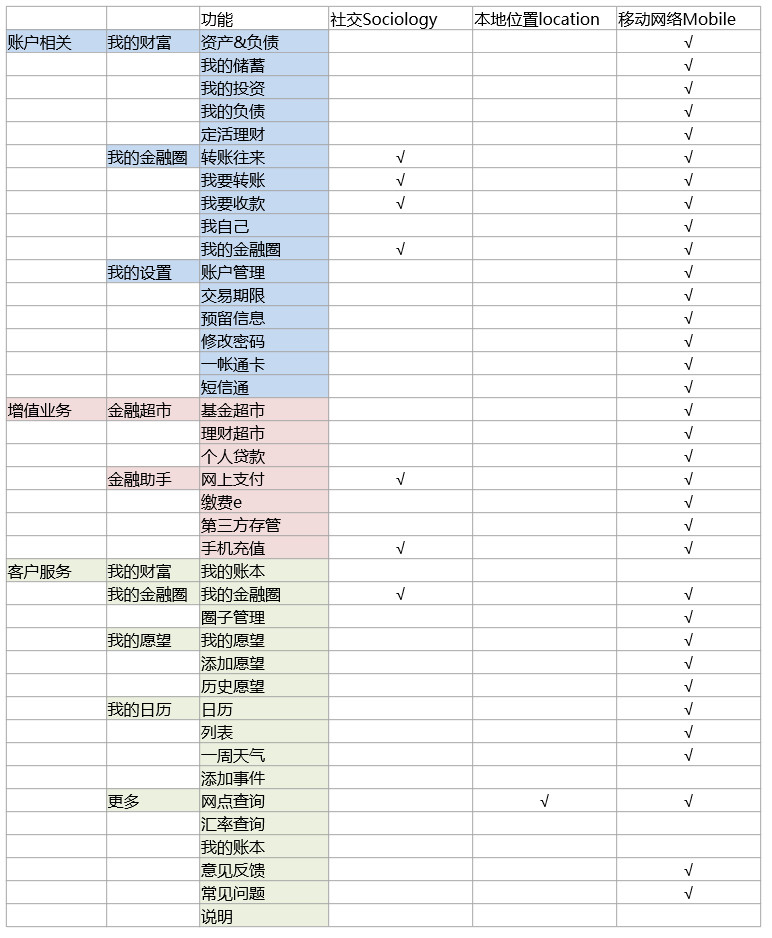 功能 社交Sociology 本地位置location 移动网络Mobile
账户相关 我的财富 资产&负债 √
我的储蓄 √
我的投资 √
我的负债 √
定活理财 √
我的金融圈 转账往来 √ √
我要转账 √ √
我要收款 √ √
我自己 √
我的金融圈 √ √
我的设置 账户管理 √
交易期限 √
预留信息 √
修改密码 √
一帐通卡 √
短信通 √
增值业务 金融超市 基金超市 √
理财超市 √
个人贷款 √
金融助手 网上支付 √ √
缴费e √
第三方存管 √
手机充值 √ √
客户服务 我的财富 我的账本
我的金融圈 我的金融圈 √ √
圈子管理 √
我的愿望 我的愿望 √
添加愿望 √
历史愿望 √
我的日历 日历 √
列表 √
一周天气 √
添加事件
更多 网点查询 √ √
汇率查询
我的账本
意见反馈 √
常见问题 √
说明